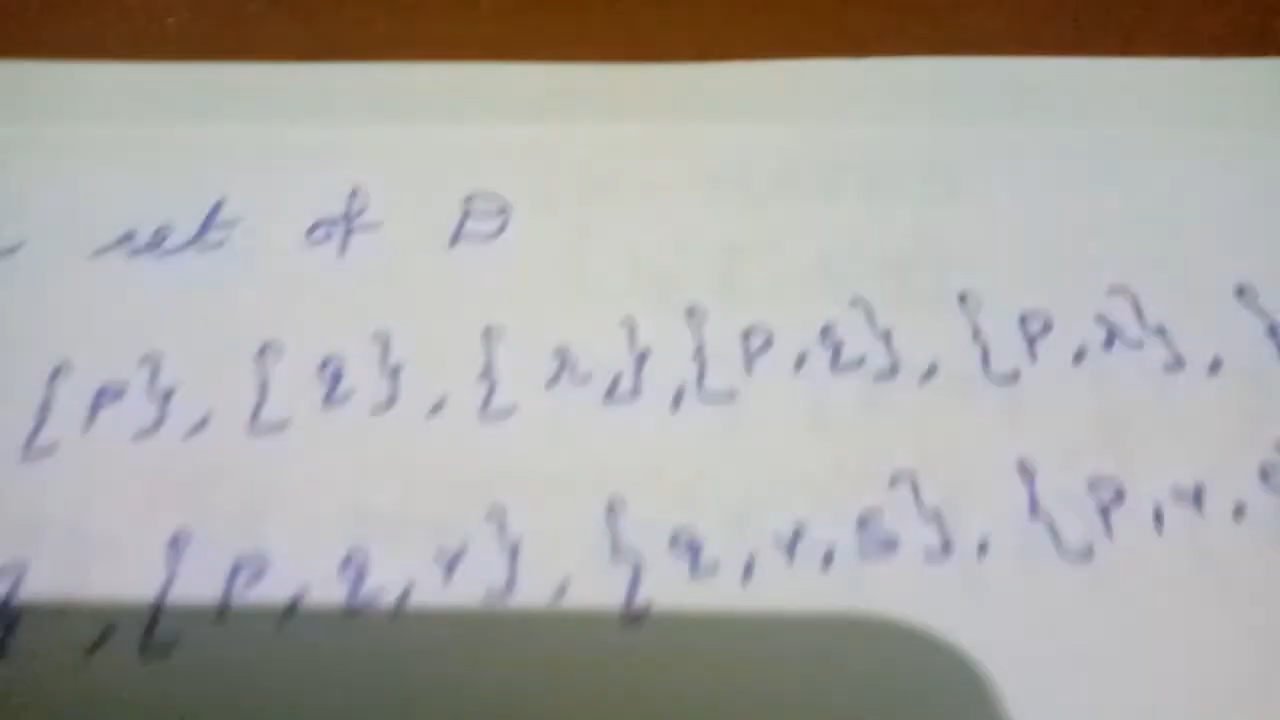 set of B
{p}, {q}, {r}, {p,q}, {p,r}, {
, {p,q,r}, {q,r,s}, {p,r,